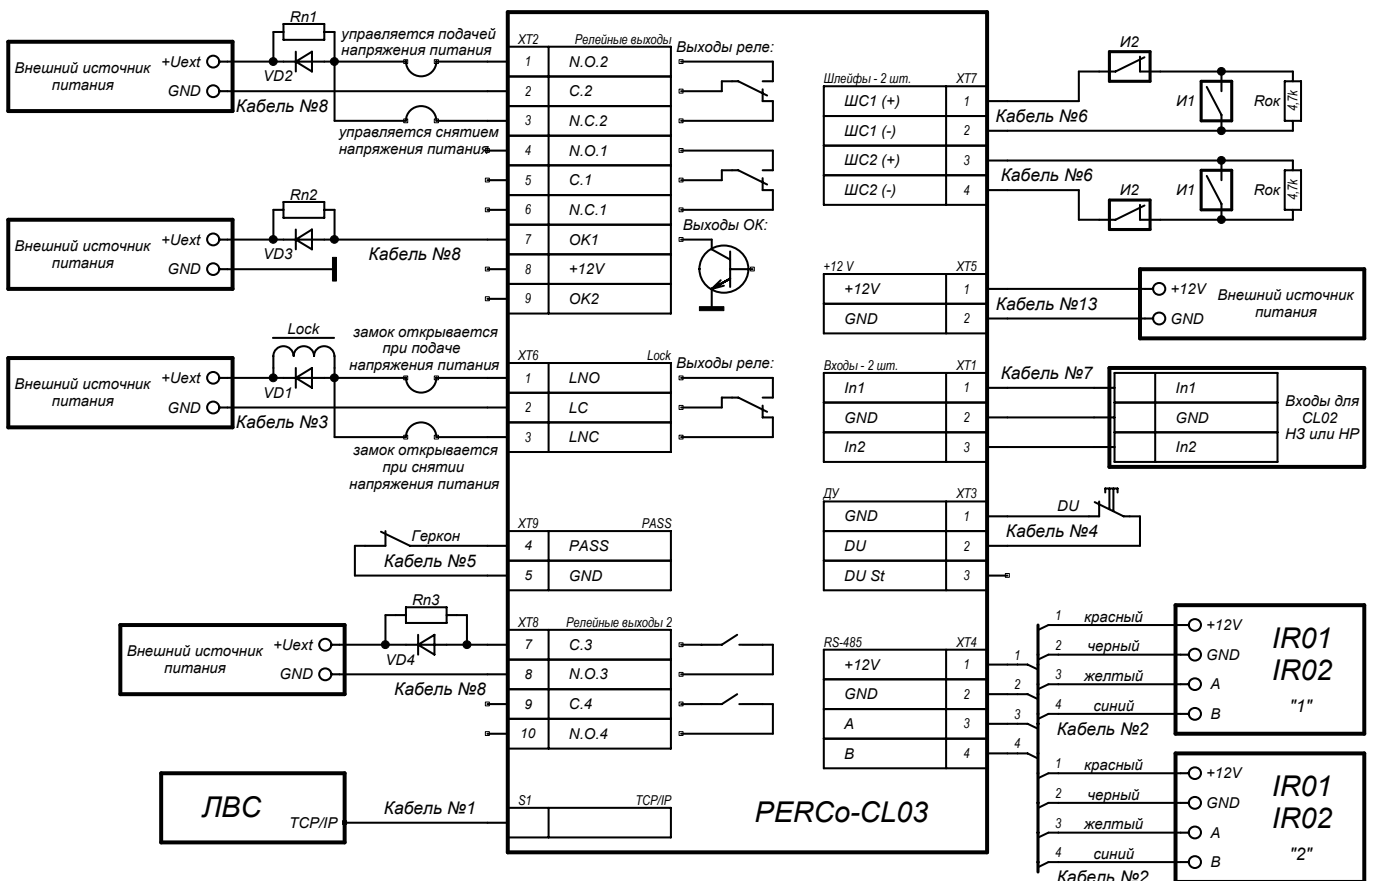 Rn1
управляется подачей
напряжения питания
Внешний источник
питания
+Uext
GND
VD2
Кабель №8
управляется снятием
напряжения питания
XT2 Релейные выходы
1 N.O.2
2 C.2
3 N.C.2
4 N.O.1
5 C.1
6 N.C.1
7 OK1
8 +12V
9 OK2
Выходы реле:
Выходы ОК:
Rn2
Внешний источник
питания
+Uext
GND
VD3
Кабель №8
Lock
замок открывается
при подаче
напряжения питания
Внешний источник
питания
+Uext
GND
VD1
Кабель №3
замок открывается
при снятии
напряжения питания
XT6 Lock
1 LNO
2 LC
3 LNC
Выходы реле:
Геркон
Кабель №5
XT9 PASS
4 PASS
5 GND
Rn3
Внешний источник
питания
+Uext
GND
VD4
Кабель №8
XT8 Релейные выходы 2
7 C.3
8 N.O.3
9 C.4
10 N.O.4
ЛВС
TCP/IP
Кабель №1
S1 TCP/IP
PERCo-CL03
Шлейфы - 2 шт. XT7
ШС1 (+) 1
ШС1 (-) 2
ШС2 (+) 3
ШС2 (-) 4
Кабель №6
И2
И1
Rок
4,7k
Кабель №6
И2
И1
Rок
4,7k
+12 V XT5
+12V 1
GND 2
Кабель №13
+12V
GND
Внешний источник
питания
Входы - 2 шт. XT1
In1 1
GND 2
In2 3
Кабель №7
In1
GND
In2
Входы для
CL02
НЗ или НР
ДУ XT3
GND 1
DU 2
DU St 3
DU
Кабель №4
RS-485 XT4
+12V 1
GND 2
A 3
B 4
1
2
3
4
1 красный
2 черный
3 желтый
4 синий
Кабель №2
+12V
GND
A
B
IR01
IR02
"1"
1 красный
2 черный
3 желтый
4 синий
Кабель №2
+12V
GND
A
B
IR01
IR02
"2"